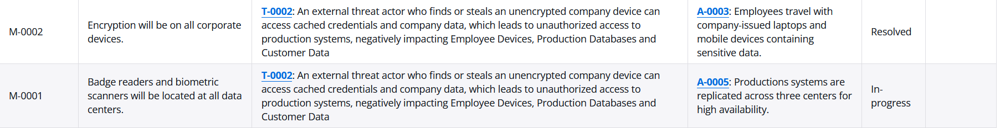 M-0002
Encryption will be on all corporate
devices.
T-0002: An external threat actor who finds or steals an unencrypted company device can
access cached credentials and company data, which leads to unauthorized access to
production systems, negatively impacting Employee Devices, Production Databases and
Customer Data
A-0003: Employees travel with
company-issued laptops and
mobile devices containing
sensitive data.
Resolved
M-0001
Badge readers and biometric
scanners will be located at all data
centers.
T-0002: An external threat actor who finds or steals an unencrypted company device can
access cached credentials and company data, which leads to unauthorized access to
production systems, negatively impacting Employee Devices, Production Databases and
Customer Data
A-0005: Productions systems are
replicated across three centers for
high availability.
In-
progress